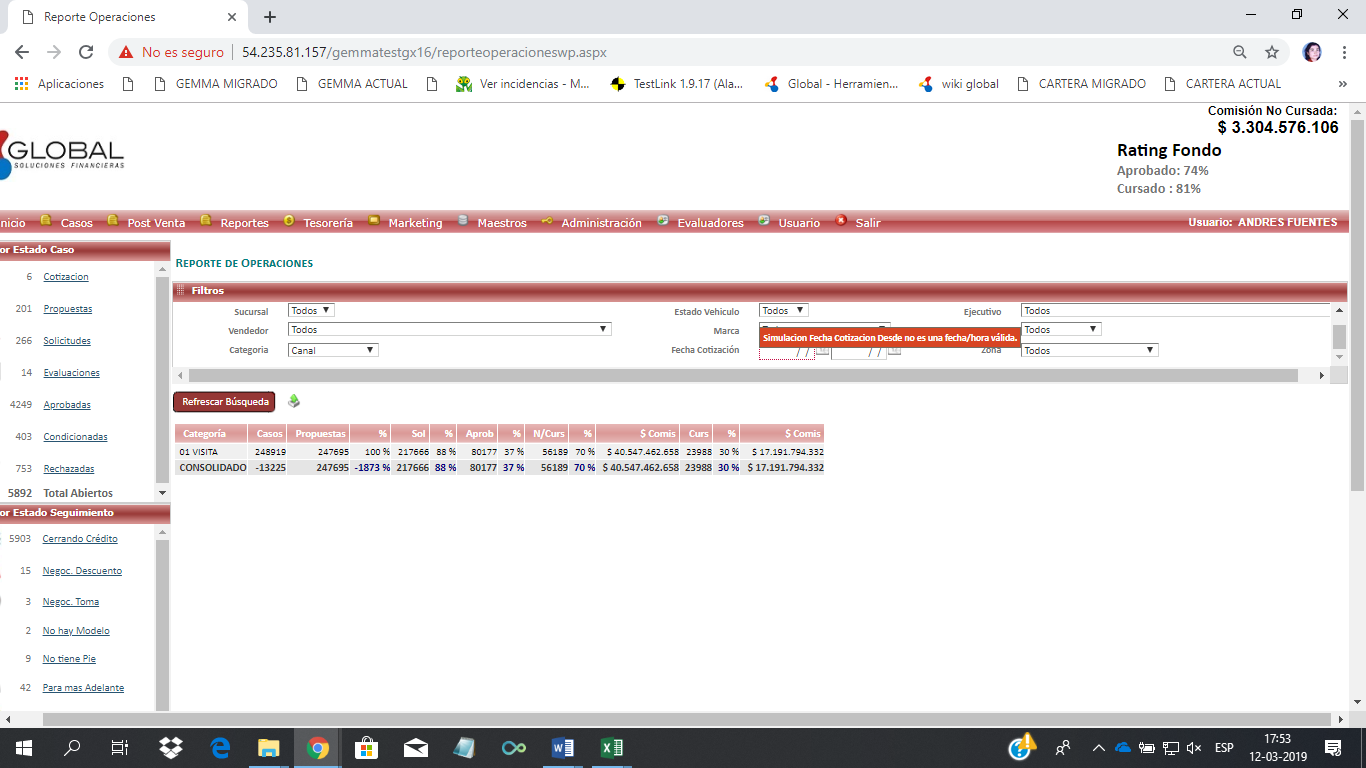 Reporte Operaciones
No es seguro 54.235.81.157/gemmatestgx16/reporteoperacioneswp.aspx
Aplicaciones GEMMA MIGRADO GEMMA ACTUAL Ver incidencias - M... TestLink 1.9.17 (Ala... Global - Herramien... wiki global CARTERA MIGRADO CARTERA ACTUAL »
Comisión No Cursada:
$ 3.304.576.106
GLOBAL
SOLUCIONES FINANCIERAS
Rating Fondo
Aprobado: 74%
Cursado : 81%
nicio Casos Post Venta Reportes Tesorería Marketing Maestros Administración Evaluadores Usuario Salir Usuario: ANDRES FUENTES
or Estado Caso
6 Cotizacion
201 Propuestas
266 Solicitudes
14 Evaluaciones
4249 Aprobadas
403 Condicionadas
753 Rechazadas
5892 Total Abiertos
or Estado Seguimiento
5903 Cerrando Crédito
15 Negoc. Descuento
3 Negoc. Toma
2 No hay Modelo
9 No tiene Pie
42 Para mas Adelante
REPORTE DE OPERACIONES
Filtros
Sucursal Todos Estado Vehiculo Todos Ejecutivo Todos
Vendedor Todos Marca Todos
Simulacion Fecha Cotizacion Desde no es una fecha/hora válida.
Categoria Canal Fecha Cotización / / / / Zona Todos
Refrescar Búsqueda
Categoría Casos Propuestas % Sol % Aprob % N/Curs % $ Comis Curs % $ Comis
01 VISITA 248919 247695 100 % 217666 88 % 80177 37 % 56189 70 % $ 40.547.462.658 23988 30 % $ 17.191.794.332
CONSOLIDADO -13225 247695 -1873 % 217666 88 % 80177 37 % 56189 70 % $ 40.547.462.658 23988 30 % $ 17.191.794.332
ESP
17:53
12-03-2019